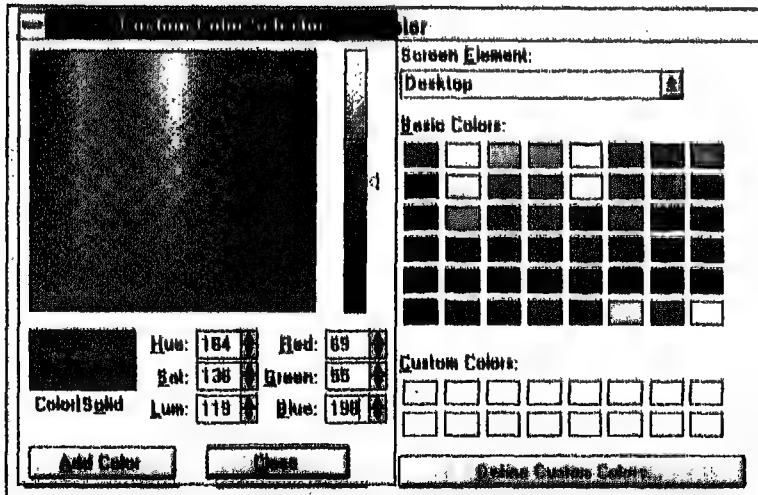 Custom Color Selector
olor
Screen Element:
Desktop
Basic Colors:
Hue: 164 Red: 69
Sat: 136 Green: 55
Color|Solid Lum: 119 Blue: 198
Custom Colors:
Add Color Close
Define Custom Colors